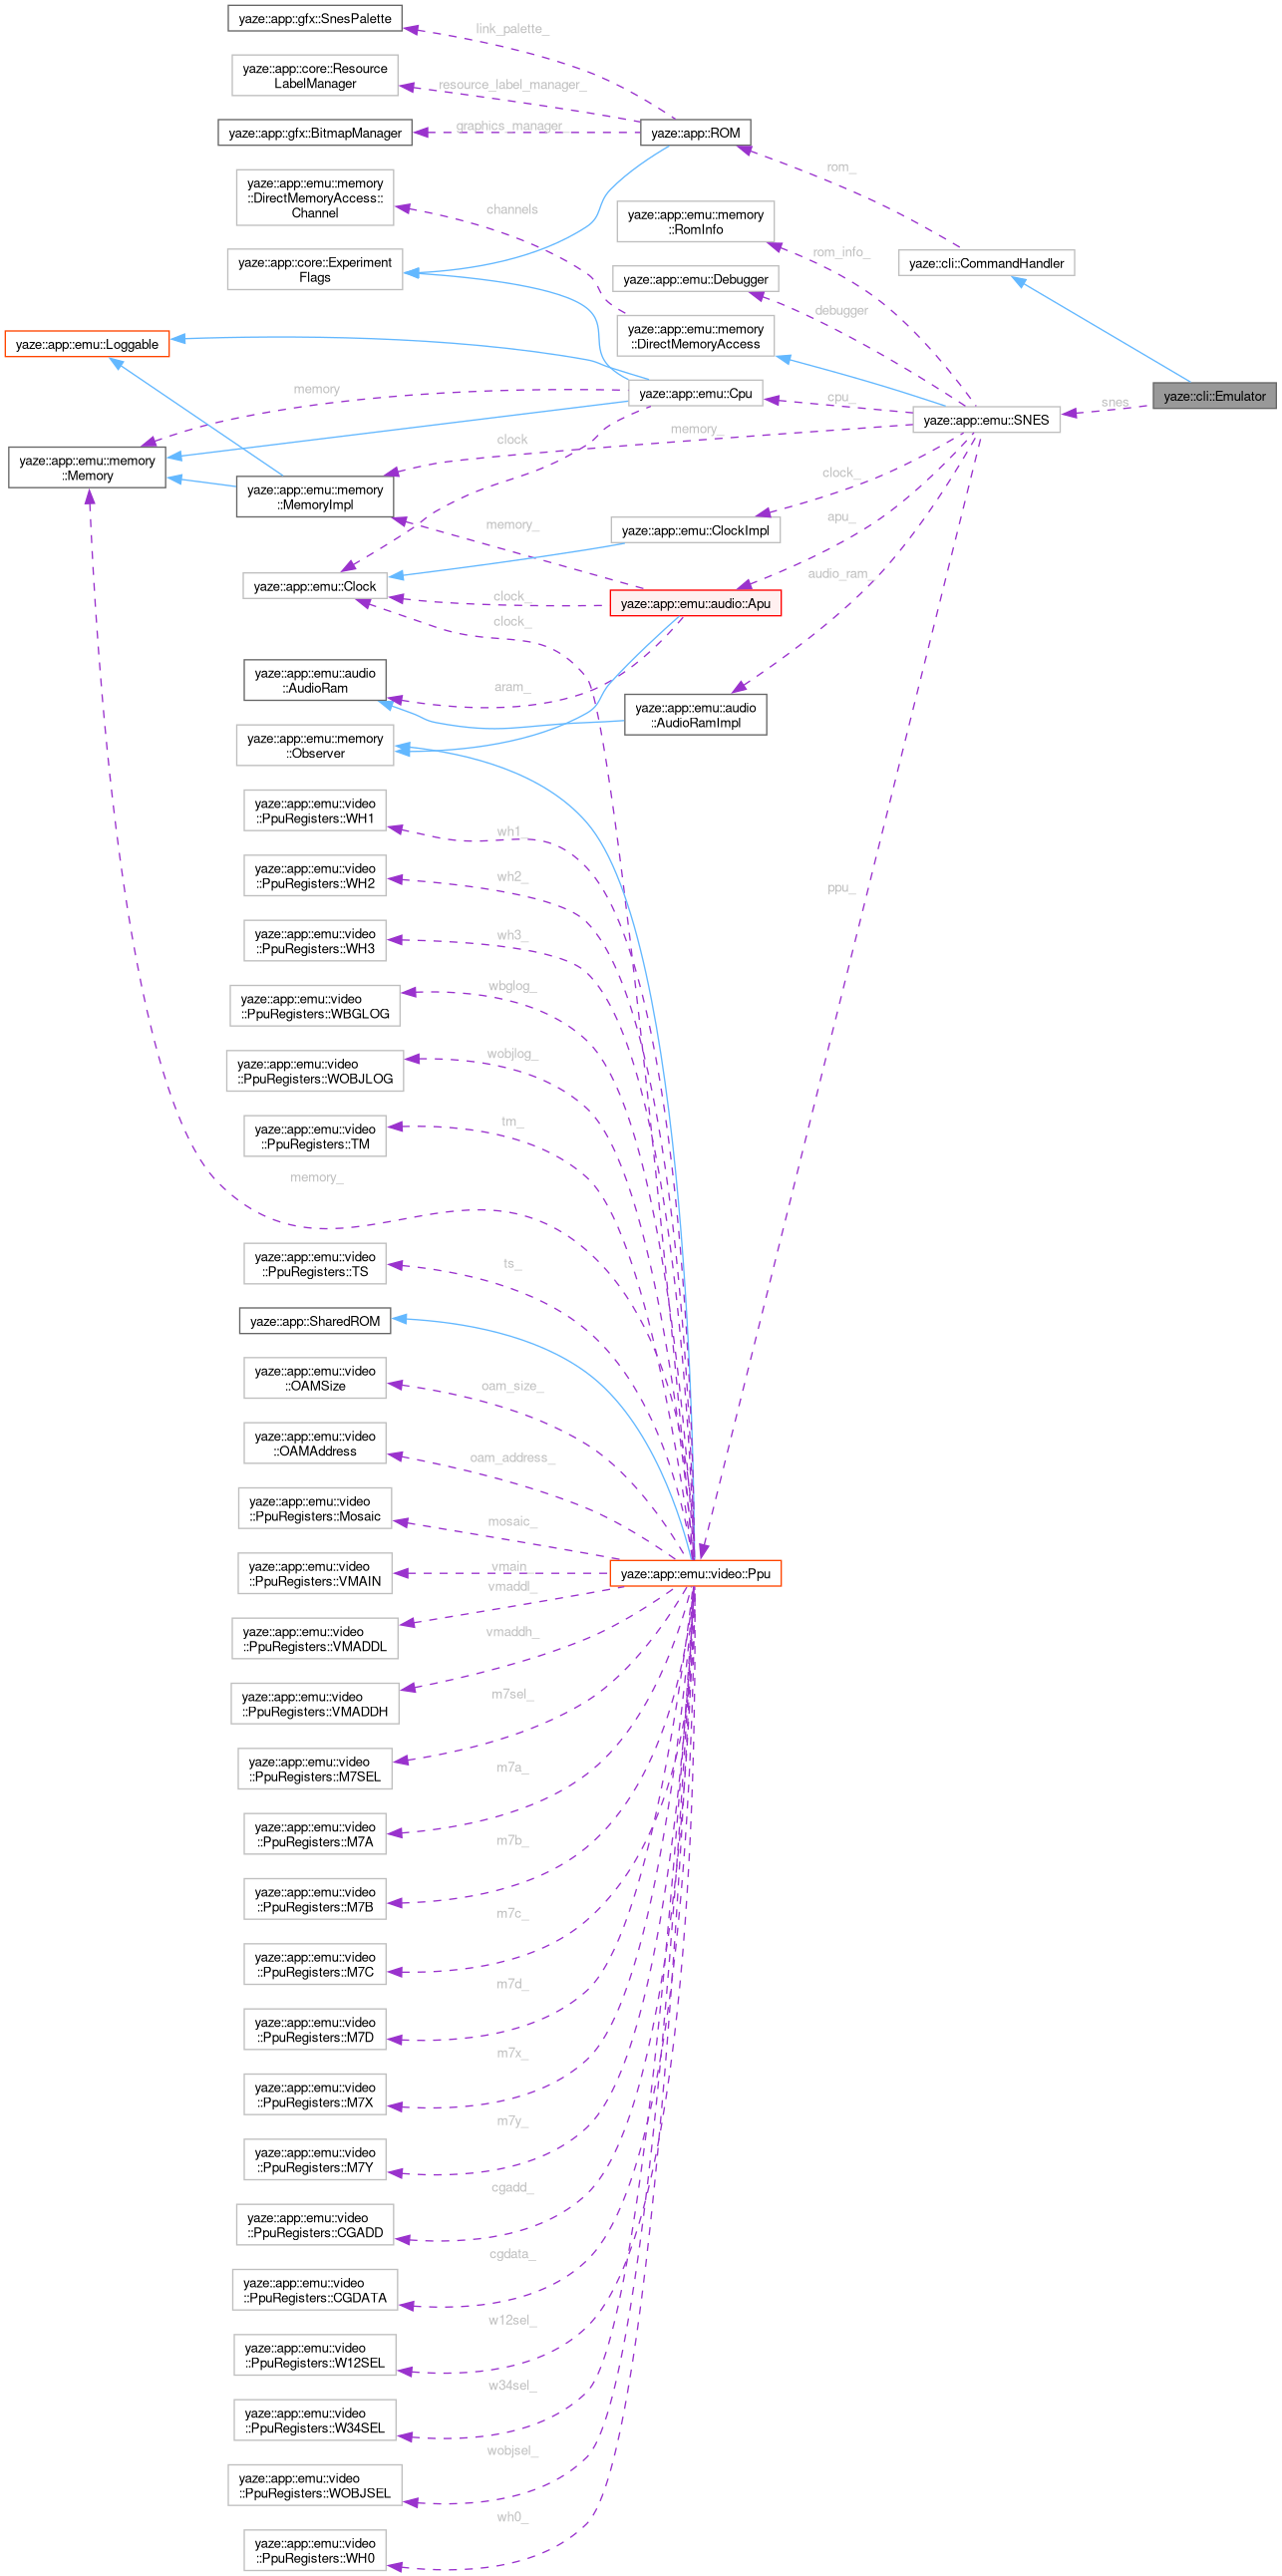 yaze::app::gfx::SnesPalette
link_palette_
yaze::app::core::Resource
LabelManager
resource_label_manager_
yaze::app::gfx::BitmapManager
graphics_manager
yaze::app::ROM
rom_
yaze::app::emu::memory
::DirectMemoryAccess::
Channel
channels
yaze::app::emu::memory
::RomInfo
rom_info_
yaze::app::core::Experiment
Flags
yaze::app::emu::Debugger
debugger
yaze::cli::CommandHandler
yaze::app::emu::Loggable
yaze::app::emu::memory
::DirectMemoryAccess
memory
yaze::app::emu::Cpu
cpu_
yaze::app::emu::SNES
snes_
yaze::cli::Emulator
clock
memory_
yaze::app::emu::memory
::Memory
yaze::app::emu::memory
::MemoryImpl
clock_
memory_
yaze::app::emu::ClockImpl
apu_
yaze::app::emu::Clock
clock_
yaze::app::emu::audio::Apu
audio_ram_
clock_
yaze::app::emu::audio
::AudioRam
aram_
yaze::app::emu::audio
::AudioRamImpl
yaze::app::emu::memory
::Observer
yaze::app::emu::video
::PpuRegisters::WH1
wh1_
yaze::app::emu::video
::PpuRegisters::WH2
wh2_
ppu_
yaze::app::emu::video
::PpuRegisters::WH3
wh3_
yaze::app::emu::video
::PpuRegisters::WBGLOG
wbglog_
yaze::app::emu::video
::PpuRegisters::WOBJLOG
wobjlog_
yaze::app::emu::video
::PpuRegisters::TM
tm_
memory_
yaze::app::emu::video
::PpuRegisters::TS
ts_
yaze::app::SharedROM
yaze::app::emu::video
::OAMSize
oam_size_
yaze::app::emu::video
::OAMAddress
oam_address_
yaze::app::emu::video
::PpuRegisters::Mosaic
mosaic_
yaze::app::emu::video
::PpuRegisters::VMAIN
vmain_
yaze::app::emu::video::Ppu
vmaddl_
yaze::app::emu::video
::PpuRegisters::VMADDL
vmaddh_
yaze::app::emu::video
::PpuRegisters::VMADDH
m7sel_
yaze::app::emu::video
::PpuRegisters::M7SEL
m7a_
yaze::app::emu::video
::PpuRegisters::M7A
m7b_
yaze::app::emu::video
::PpuRegisters::M7B
m7c_
yaze::app::emu::video
::PpuRegisters::M7C
m7d_
yaze::app::emu::video
::PpuRegisters::M7D
m7x_
yaze::app::emu::video
::PpuRegisters::M7X
m7y_
yaze::app::emu::video
::PpuRegisters::M7Y
cgadd_
yaze::app::emu::video
::PpuRegisters::CGADD
cgdata_
yaze::app::emu::video
::PpuRegisters::CGDATA
w12sel_
yaze::app::emu::video
::PpuRegisters::W12SEL
w34sel_
yaze::app::emu::video
::PpuRegisters::W34SEL
wobjsel_
yaze::app::emu::video
::PpuRegisters::WOBJSEL
wh0_
yaze::app::emu::video
::PpuRegisters::WH0